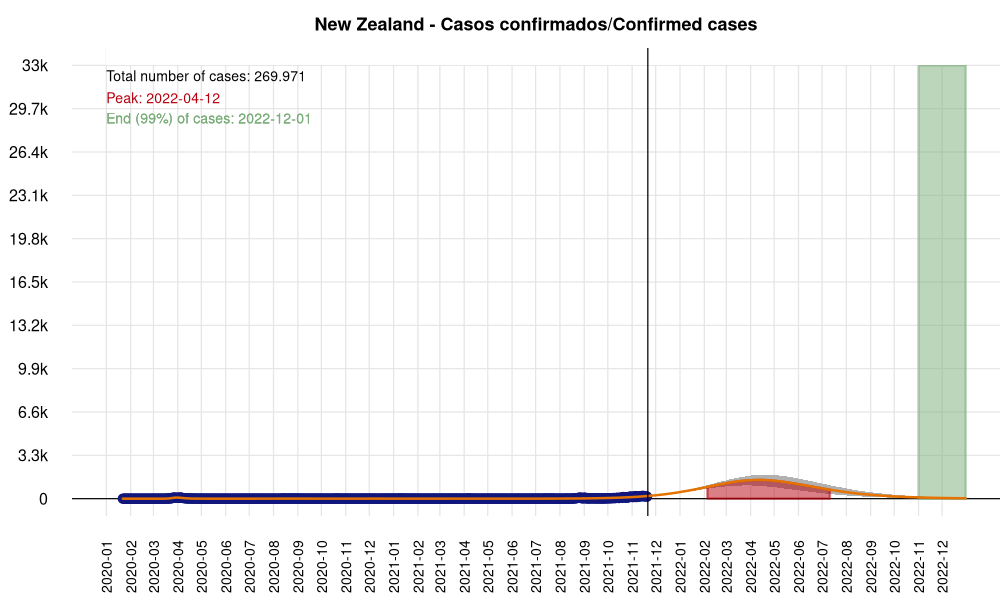 New Zealand - Casos confirmados/Confirmed cases
33k
Total number of cases: 269.971
Peak: 2022-04-12
29.7k
End (99%) of cases: 2022-12-01
26.4k
23.1k
19.8k
16.5k
13.2k
9.9k
6.6k
3.3k
0
2020-01
2020-02
2020-03
2020-04
2020-05
2020-06
2020-07
2020-08
2020-09
2020-10
2020-11
2020-12
2021-01
2021-02
2021-03
2021-04
2021-05
2021-06
2021-07
2021-08
2021-09
2021-10
2021-11
2021-12
2022-01
2022-02
2022-03
2022-04
2022-05
2022-06
2022-07
2022-08
2022-09
2022-10
2022-11
2022-12